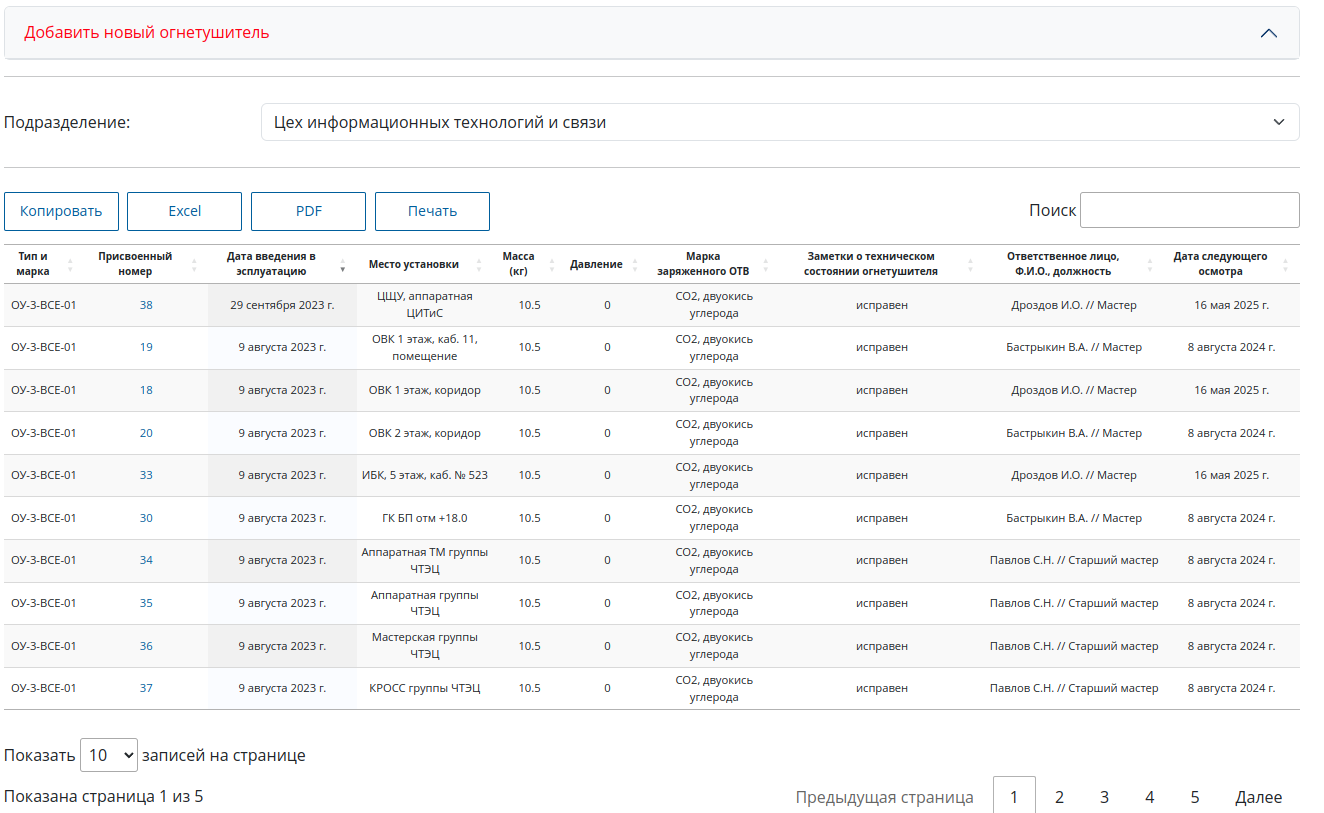 Добавить новый огнетушитель
Подразделение: Цех информационных технологий и связи
Копировать Excel PDF Печать Поиск
Тип и марка Присвоенный номер Дата введения в эсплуатацию Место установки Масса (кг) Давление Марка заряженного ОТВ Заметки о техническом состоянии огнетушителя Ответственное лицо, Ф.И.О., должность Дата следующего осмотра
ОУ-3-ВСЕ-01 38 29 сентября 2023 г. ЦЩУ, аппаратная ЦИТиС 10.5 0 СО2, двуокись углерода исправен Дроздов И.О. // Мастер 16 мая 2025 г.
ОУ-3-ВСЕ-01 19 9 августа 2023 г. ОВК 1 этаж, каб. 11, помещение 10.5 0 СО2, двуокись углерода исправен Бастрыкин В.А. // Мастер 8 августа 2024 г.
ОУ-3-ВСЕ-01 18 9 августа 2023 г. ОВК 1 этаж, коридор 10.5 0 СО2, двуокись углерода исправен Дроздов И.О. // Мастер 16 мая 2025 г.
ОУ-3-ВСЕ-01 20 9 августа 2023 г. ОВК 2 этаж, коридор 10.5 0 СО2, двуокись углерода исправен Бастрыкин В.А. // Мастер 8 августа 2024 г.
ОУ-3-ВСЕ-01 33 9 августа 2023 г. ИБК, 5 этаж, каб. № 523 10.5 0 СО2, двуокись углерода исправен Дроздов И.О. // Мастер 16 мая 2025 г.
ОУ-3-ВСЕ-01 30 9 августа 2023 г. ГК БП отм +18.0 10.5 0 СО2, двуокись углерода исправен Бастрыкин В.А. // Мастер 8 августа 2024 г.
ОУ-3-ВСЕ-01 34 9 августа 2023 г. Аппаратная ТМ группы ЧТЭЦ 10.5 0 СО2, двуокись углерода исправен Павлов С.Н. // Старший мастер 8 августа 2024 г.
ОУ-3-ВСЕ-01 35 9 августа 2023 г. Аппаратная группы ЧТЭЦ 10.5 0 СО2, двуокись углерода исправен Павлов С.Н. // Старший мастер 8 августа 2024 г.
ОУ-3-ВСЕ-01 36 9 августа 2023 г. Мастерская группы ЧТЭЦ 10.5 0 СО2, двуокись углерода исправен Павлов С.Н. // Старший мастер 8 августа 2024 г.
ОУ-3-ВСЕ-01 37 9 августа 2023 г. КРОСС группы ЧТЭЦ 10.5 0 СО2, двуокись углерода исправен Павлов С.Н. // Старший мастер 8 августа 2024 г.
Показать 10 записей на странице
Показана страница 1 из 5 Предыдущая страница 1 2 3 4 5 Далее